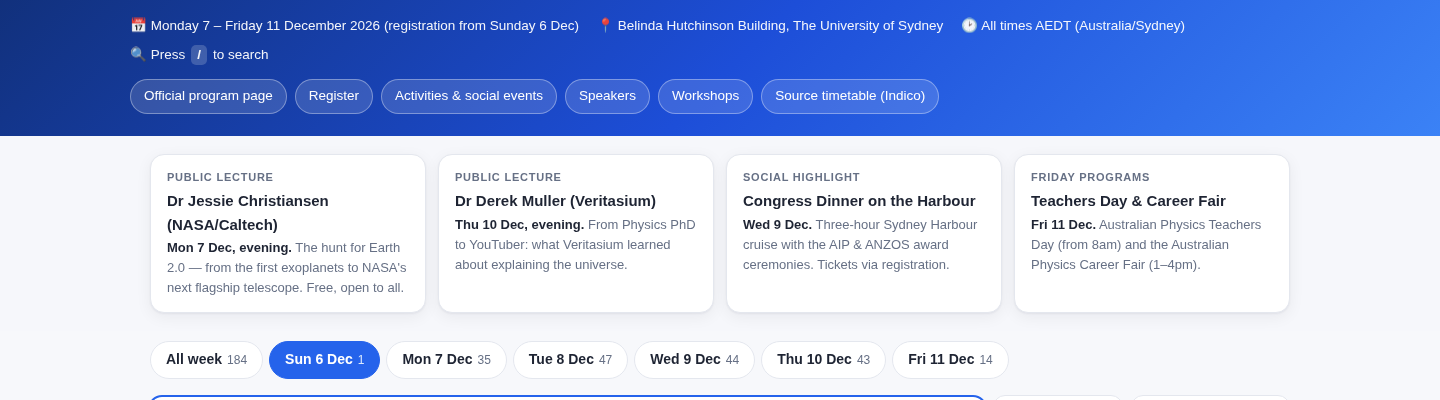 📅 Monday 7 – Friday 11 December 2026 (registration from Sunday 6 Dec) 📍 Belinda Hutchinson Building, The University of Sydney 🕑 All times AEDT (Australia/Sydney)
🔍 Press / to search
Official program page Register Activities & social events Speakers Workshops Source timetable (Indico)
PUBLIC LECTURE
Dr Jessie Christiansen
(NASA/Caltech)
Mon 7 Dec, evening. The hunt for Earth
2.0 — from the first exoplanets to NASA's
next flagship telescope. Free, open to all.
PUBLIC LECTURE
Dr Derek Muller (Veritasium)
Thu 10 Dec, evening. From Physics PhD
to YouTuber: what Veritasium learned
about explaining the universe.
SOCIAL HIGHLIGHT
Congress Dinner on the Harbour
Wed 9 Dec. Three-hour Sydney Harbour
cruise with the AIP & ANZOS award
ceremonies. Tickets via registration.
FRIDAY PROGRAMS
Teachers Day & Career Fair
Fri 11 Dec. Australian Physics Teachers
Day (from 8am) and the Australian
Physics Career Fair (1–4pm).
All week 184 Sun 6 Dec 1 Mon 7 Dec 35 Tue 8 Dec 47 Wed 9 Dec 44 Thu 10 Dec 43 Fri 11 Dec 14